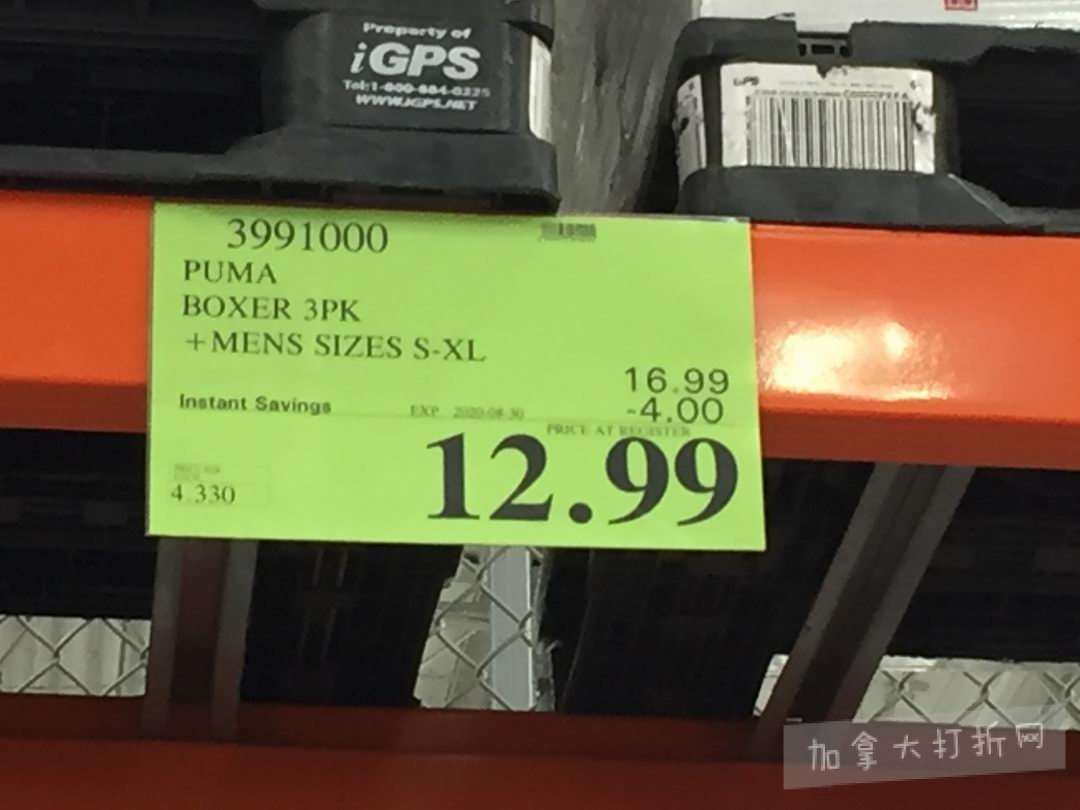 Property of
iGPS
Tel:1-800-884-0225
WWW.IGPS.NET
iGPS
3991000
PUMA
BOXER 3PK
+MENS SIZES S-XL
16.99
Instant Savings EXP 2020-08-30 -4.00
PRICE AT REGISTER
12.99
4.330
加拿大打折网